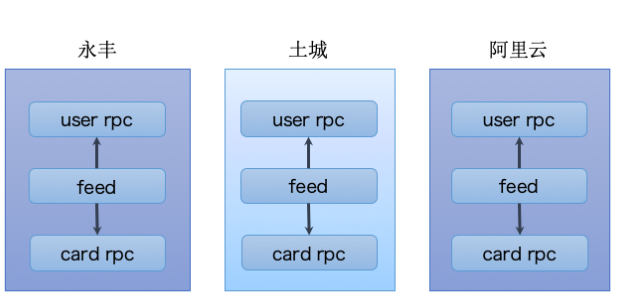 永丰
土城
阿里云
user rpc
user rpc
user rpc
feed
feed
feed
card rpc
card rpc
card rpc